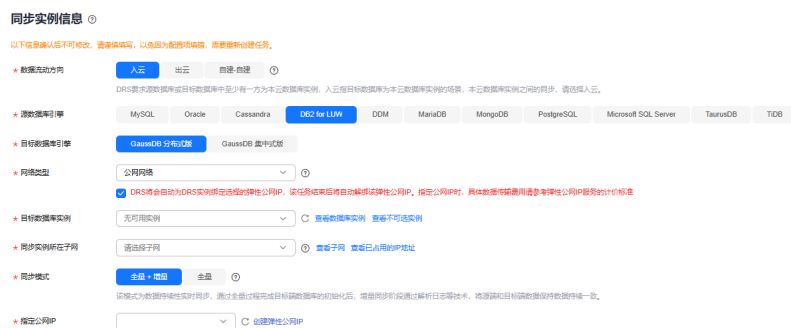 同步实例信息
以下信息确认后不可修改，请谨慎填写，以免因为配置项填错，需要重新创建任务。
* 数据流动方向 入云 出云 自建-自建
DRS要求源数据库或目标数据库中至少有一方为本云数据库实例，入云指目标数据库为本云数据库实例的场景，本云数据库实例之间的同步，请选择入云。
* 源数据库引擎 MySQL Oracle Cassandra DB2 for LUW DDM MariaDB MongoDB PostgreSQL Microsoft SQL Server TaurusDB TiDB
* 目标数据库引擎 GaussDB 分布式版 GaussDB 集中式版
* 网络类型 公网网络
DRS将会自动为DRS实例绑定选择的弹性公网IP，该任务结束后将自动解绑该弹性公网IP。指定公网IP时，具体数据传输费用请参考弹性公网IP服务的计价标准
* 目标数据库实例 无可用实例 查看数据库实例 查看不可选实例
* 同步实例所在子网 请选择子网 查看子网 查看已占用的IP地址
* 同步模式 全量+增量 全量
该模式为数据持续性实时同步，通过全量过程完成目标端数据库的初始化后，增量同步阶段通过解析日志等技术，将源端和目标端数据保持数据持续一致。
* 指定公网IP 创建弹性公网IP